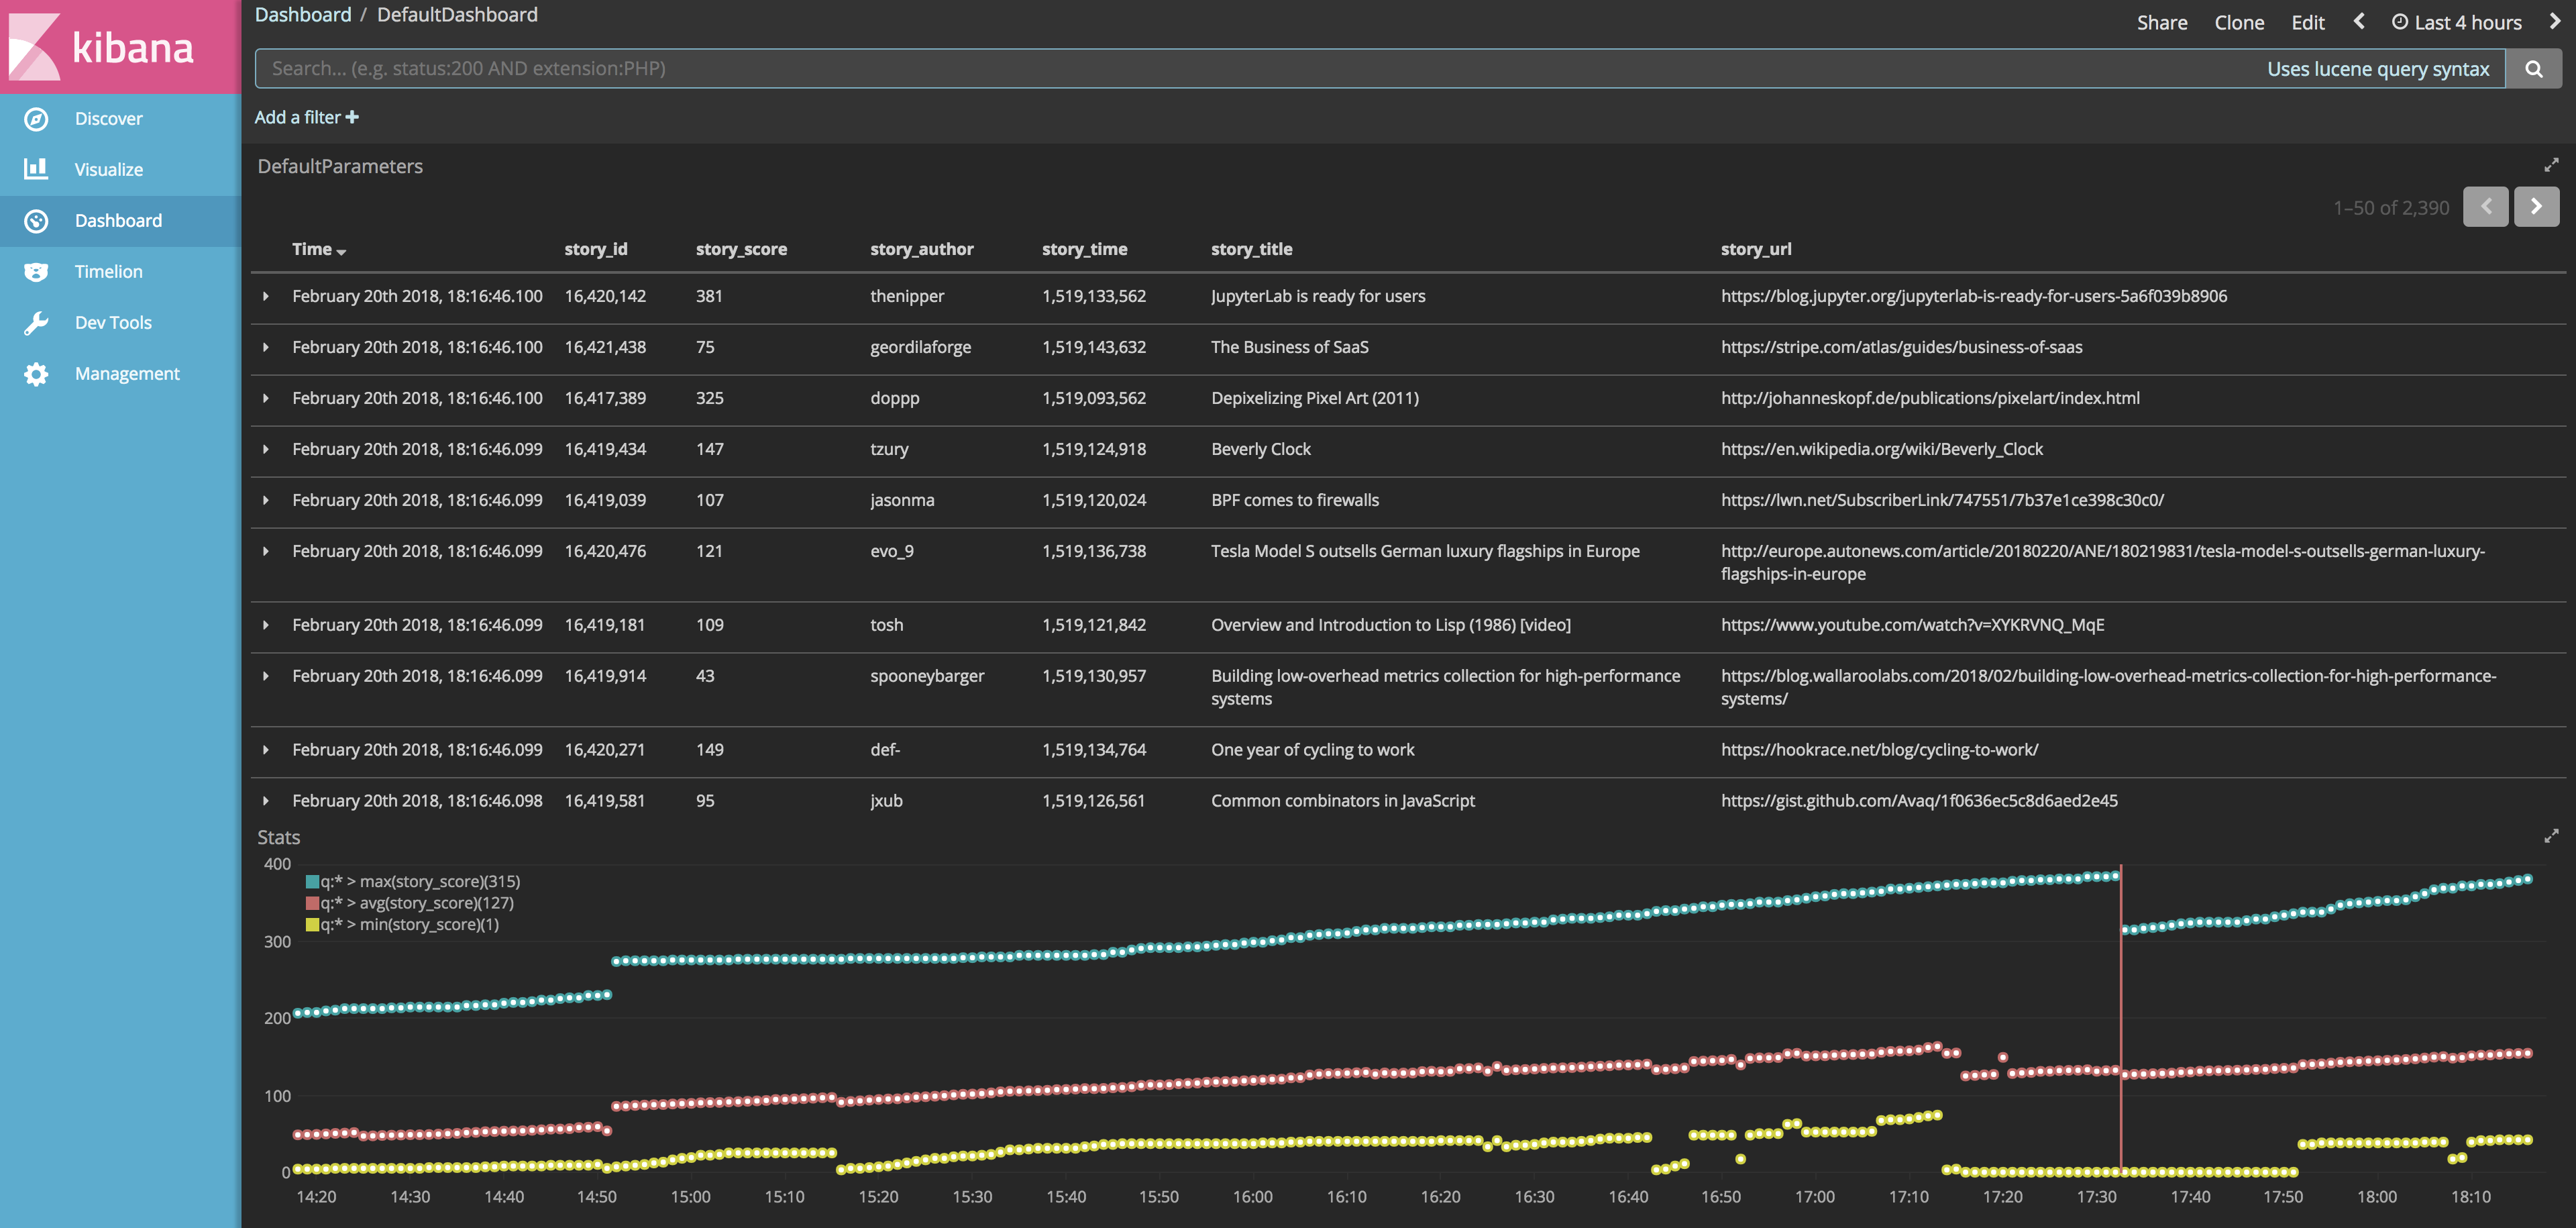 kibana
Discover
Visualize
Dashboard
Timelion
Dev Tools
Management
Dashboard / DefaultDashboard
Share Clone Edit Last 4 hours
Search... (e.g. status:200 AND extension:PHP) Uses lucene query syntax
Add a filter
DefaultParameters
1–50 of 2,390
Time story_id story_score story_author story_time story_title story_url
February 20th 2018, 18:16:46.100 16,420,142 381 thenipper 1,519,133,562 JupyterLab is ready for users https://blog.jupyter.org/jupyterlab-is-ready-for-users-5a6f039b8906
February 20th 2018, 18:16:46.100 16,421,438 75 geordilaforge 1,519,143,632 The Business of SaaS https://stripe.com/atlas/guides/business-of-saas
February 20th 2018, 18:16:46.100 16,417,389 325 doppp 1,519,093,562 Depixelizing Pixel Art (2011) http://johanneskopf.de/publications/pixelart/index.html
February 20th 2018, 18:16:46.099 16,419,434 147 tzury 1,519,124,918 Beverly Clock https://en.wikipedia.org/wiki/Beverly_Clock
February 20th 2018, 18:16:46.099 16,419,039 107 jasonma 1,519,120,024 BPF comes to firewalls https://lwn.net/SubscriberLink/747551/7b37e1ce398c30c0/
February 20th 2018, 18:16:46.099 16,420,476 121 evo_9 1,519,136,738 Tesla Model S outsells German luxury flagships in Europe http://europe.autonews.com/article/20180220/ANE/180219831/tesla-model-s-outsells-german-luxury-
flagships-in-europe
February 20th 2018, 18:16:46.099 16,419,181 109 tosh 1,519,121,842 Overview and Introduction to Lisp (1986) [video] https://www.youtube.com/watch?v=XYKRVNQ_MqE
February 20th 2018, 18:16:46.099 16,419,914 43 spooneybarger 1,519,130,957 Building low-overhead metrics collection for high-performance https://blog.wallaroolabs.com/2018/02/building-low-overhead-metrics-collection-for-high-performance-
systems systems/
February 20th 2018, 18:16:46.099 16,420,271 149 def- 1,519,134,764 One year of cycling to work https://hookrace.net/blog/cycling-to-work/
February 20th 2018, 18:16:46.098 16,419,581 95 jxub 1,519,126,561 Common combinators in JavaScript https://gist.github.com/Avaq/1f0636ec5c8d6aed2e45
Stats
400
q:* > max(story_score)(315)
q:* > avg(story_score)(127)
q:* > min(story_score)(1)
300
200
100
0
14:20 14:30 14:40 14:50 15:00 15:10 15:20 15:30 15:40 15:50 16:00 16:10 16:20 16:30 16:40 16:50 17:00 17:10 17:20 17:30 17:40 17:50 18:00 18:10